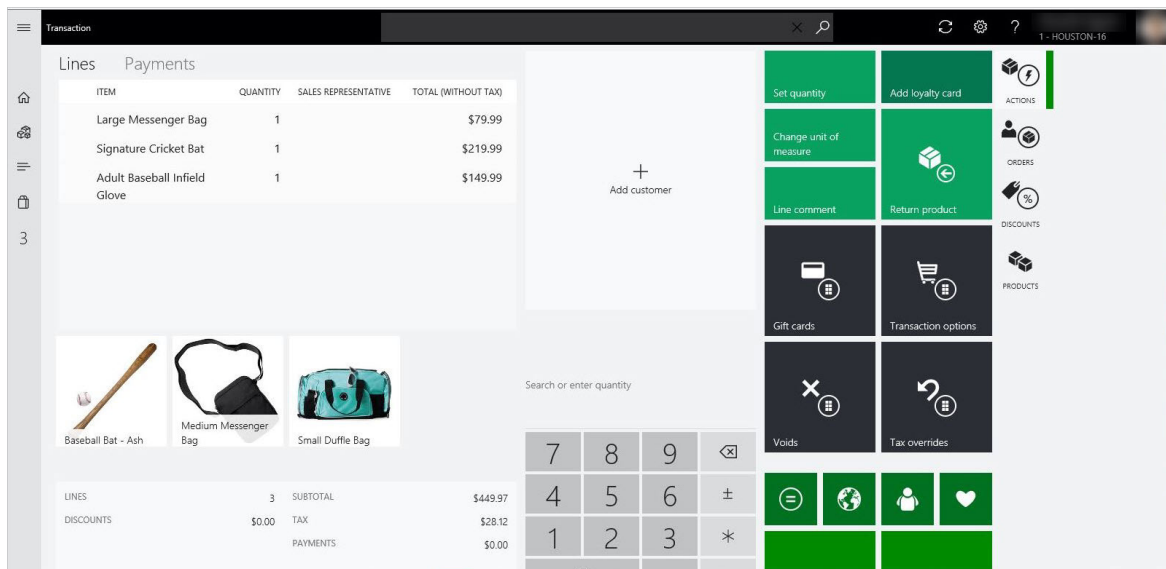 Transaction
1 - HOUSTON-16
Lines Payments
ITEM QUANTITY SALES REPRESENTATIVE TOTAL (WITHOUT TAX)
Large Messenger Bag 1 $79.99
Signature Cricket Bat 1 $219.99
Adult Baseball Infield 1 $149.99
Glove
3
Baseball Bat - Ash
Medium Messenger
Bag
Small Duffle Bag
LINES 3
DISCOUNTS $0.00
SUBTOTAL $449.97
TAX $28.12
PAYMENTS $0.00
+
Add customer
Search or enter quantity
7 8 9
4 5 6 ±
1 2 3 *
Set quantity
Add loyalty card
Change unit of
measure
Line comment
Return product
Gift cards
Transaction options
Voids
Tax overrides
ACTIONS
ORDERS
DISCOUNTS
PRODUCTS